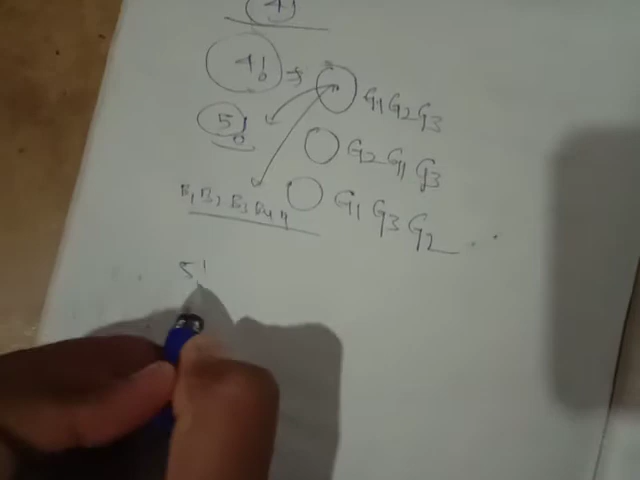 4!
4! → G1 G2 G3
5!
G2 G1 G3
B1 B2 B3 B4 H
G1 G3 G2 . .
5!